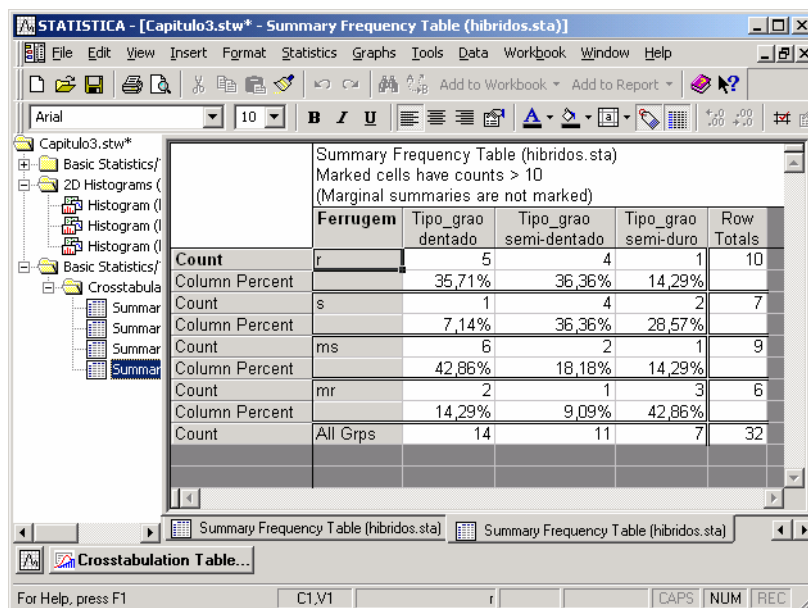 STATISTICA - [Capitulo3.stw* - Summary Frequency Table (hibridos.sta)]
File Edit View Insert Format Statistics Graphs Tools Data Workbook Window Help
Add to Workbook Add to Report
Arial 10 B I U
Capitulo3.stw*
Basic Statistics/
2D Histograms (
Histogram (
Histogram (
Histogram (
Basic Statistics/
Crosstabula
Summar
Summar
Summar
Summar
Summary Frequency Table (hibridos.sta)
Marked cells have counts > 10
(Marginal summaries are not marked)
Ferrugem Tipo_grao dentado Tipo_grao semi-dentado Tipo_grao semi-duro Row Totals
Count r 5 4 1 10
Column Percent 35,71% 36,36% 14,29%
Count s 1 4 2 7
Column Percent 7,14% 36,36% 28,57%
Count ms 6 2 1 9
Column Percent 42,86% 18,18% 14,29%
Count mr 2 1 3 6
Column Percent 14,29% 9,09% 42,86%
Count All Grps 14 11 7 32
Summary Frequency Table (hibridos.sta) Summary Frequency Table (hibridos.sta)
Crosstabulation Table...
For Help, press F1 C1,V1 r CAPS NUM REC